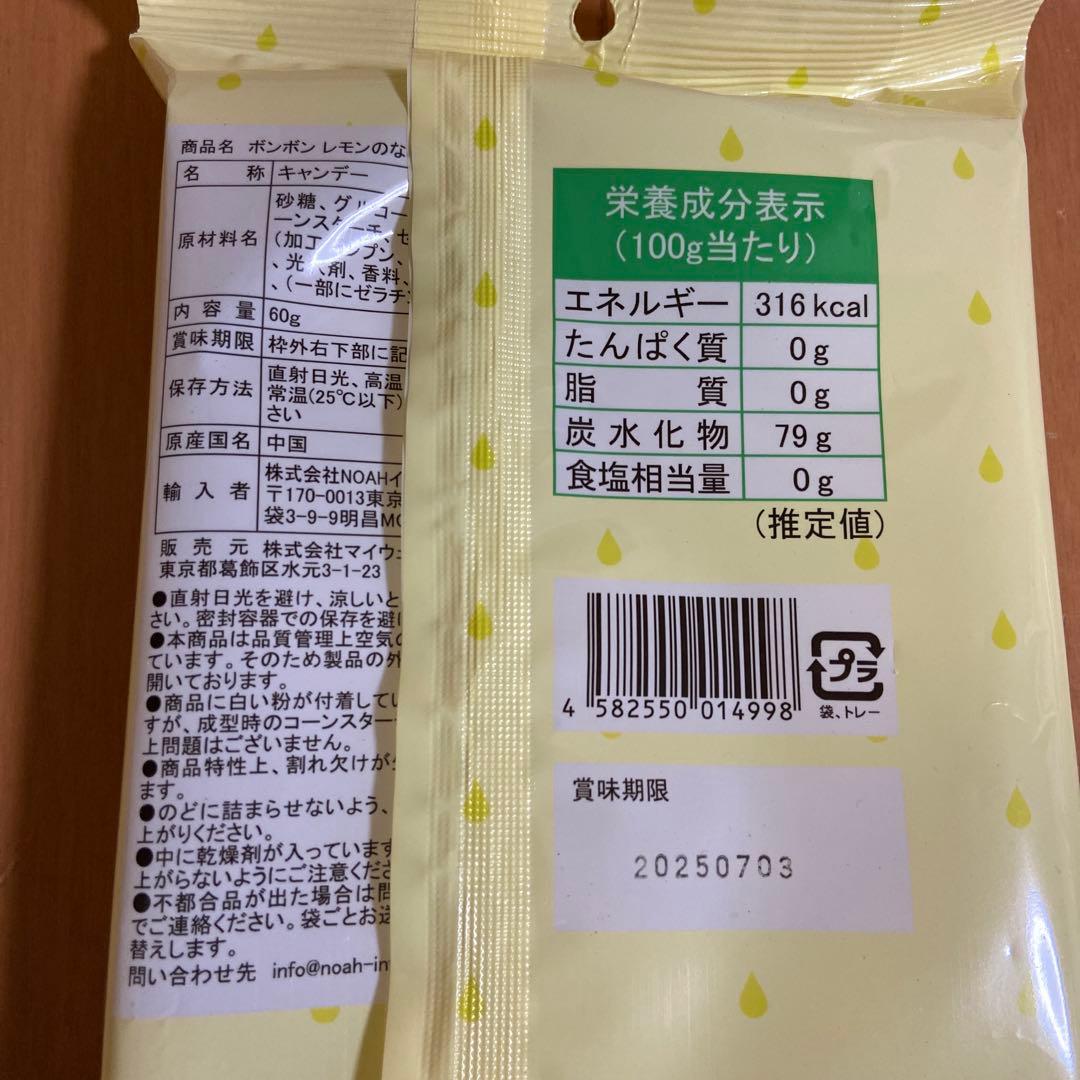 商品名 ボンボン レモンのな
名 称 キャンデー
原材料名 砂糖、グルコー
ーンスターチ、ゼ
(加工 ンプン、
、光 剤、香料、
、(一部にゼラチン
内容量 60g
賞味期限 枠外右下部に記
保存方法 直射日光、高温
常温(25℃以下)
さい
原産国名 中国
輸入者 株式会社NOAHイ
〒170-0013東京
袋3-9-9明昌MC
販売元 株式会社マイウェ
東京都葛飾区水元3-1-23
●直射日光を避け、涼しいと
さい。密封容器での保存を避け
●本商品は品質管理上空気の
ています。そのため製品の外
開いております。
●商品に白い粉が付着してい
すが、成型時のコーンスター
上問題はございません。
●商品特性上、割れ欠けが生
ます。
●のどに詰まらせないよう、
上がりください。
●中に乾燥剤が入っています
上がらないようにご注意くださ
●不都合品が出た場合は問
でご連絡ください。袋ごとお送
替えします。
問い合わせ先 info@noah-in
栄養成分表示
(100g当たり)
エネルギー 316kcal
たんぱく質 0g
脂質 0g
炭水化物 79g
食塩相当量 0g
(推定値)
4 582550 014998
プラ
袋、トレー
賞味期限
20250703